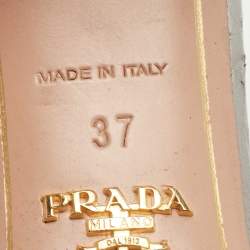 MADE IN ITALY
37
PRADA
MILANO
DAL 1913